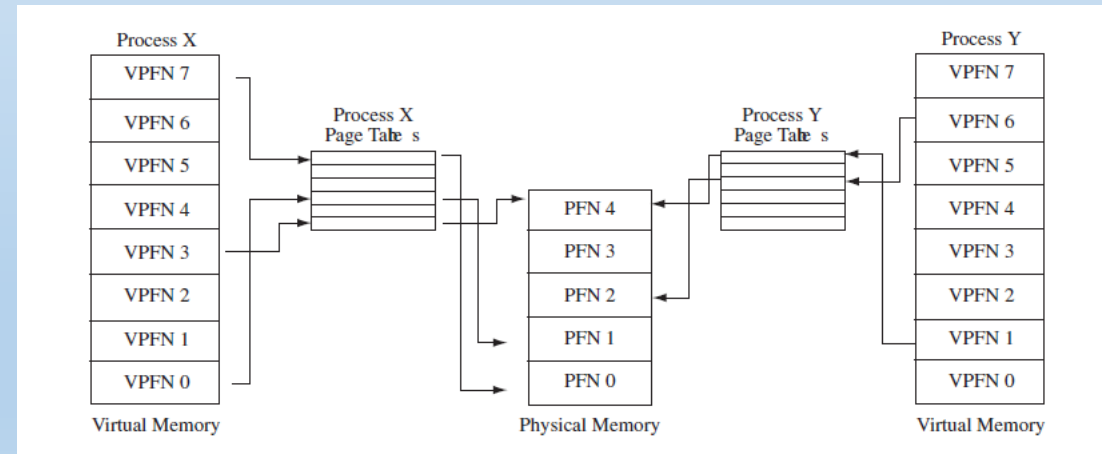 Process X
VPFN 7
VPFN 6
VPFN 5
VPFN 4
VPFN 3
VPFN 2
VPFN 1
VPFN 0
Virtual Memory
Process X
Page Table s
PFN 4
PFN 3
PFN 2
PFN 1
PFN 0
Physical Memory
Process Y
Page Table s
Process Y
VPFN 7
VPFN 6
VPFN 5
VPFN 4
VPFN 3
VPFN 2
VPFN 1
VPFN 0
Virtual Memory